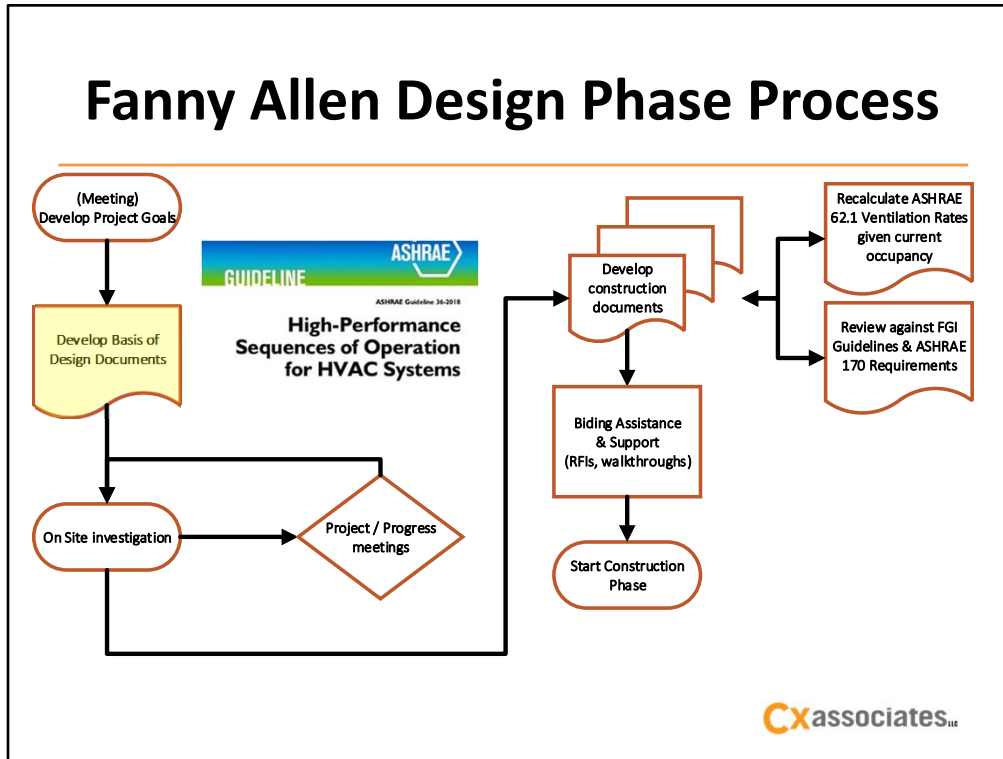 Fanny Allen Design Phase Process
(Meeting)
Develop Project Goals
Develop Basis of
Design Documents
On Site investigation
Project / Progress
meetings
GUIDELINE
ASHRAE
ASHRAE Guideline 36-2018
High-Performance
Sequences of Operation
for HVAC Systems
Develop
construction
documents
Biding Assistance
& Support
(RFIs, walkthroughs)
Start Construction
Phase
Recalculate ASHRAE
62.1 Ventilation Rates
given current
occupancy
Review against FGI
Guidelines & ASHRAE
170 Requirements
Cxassociates LLC